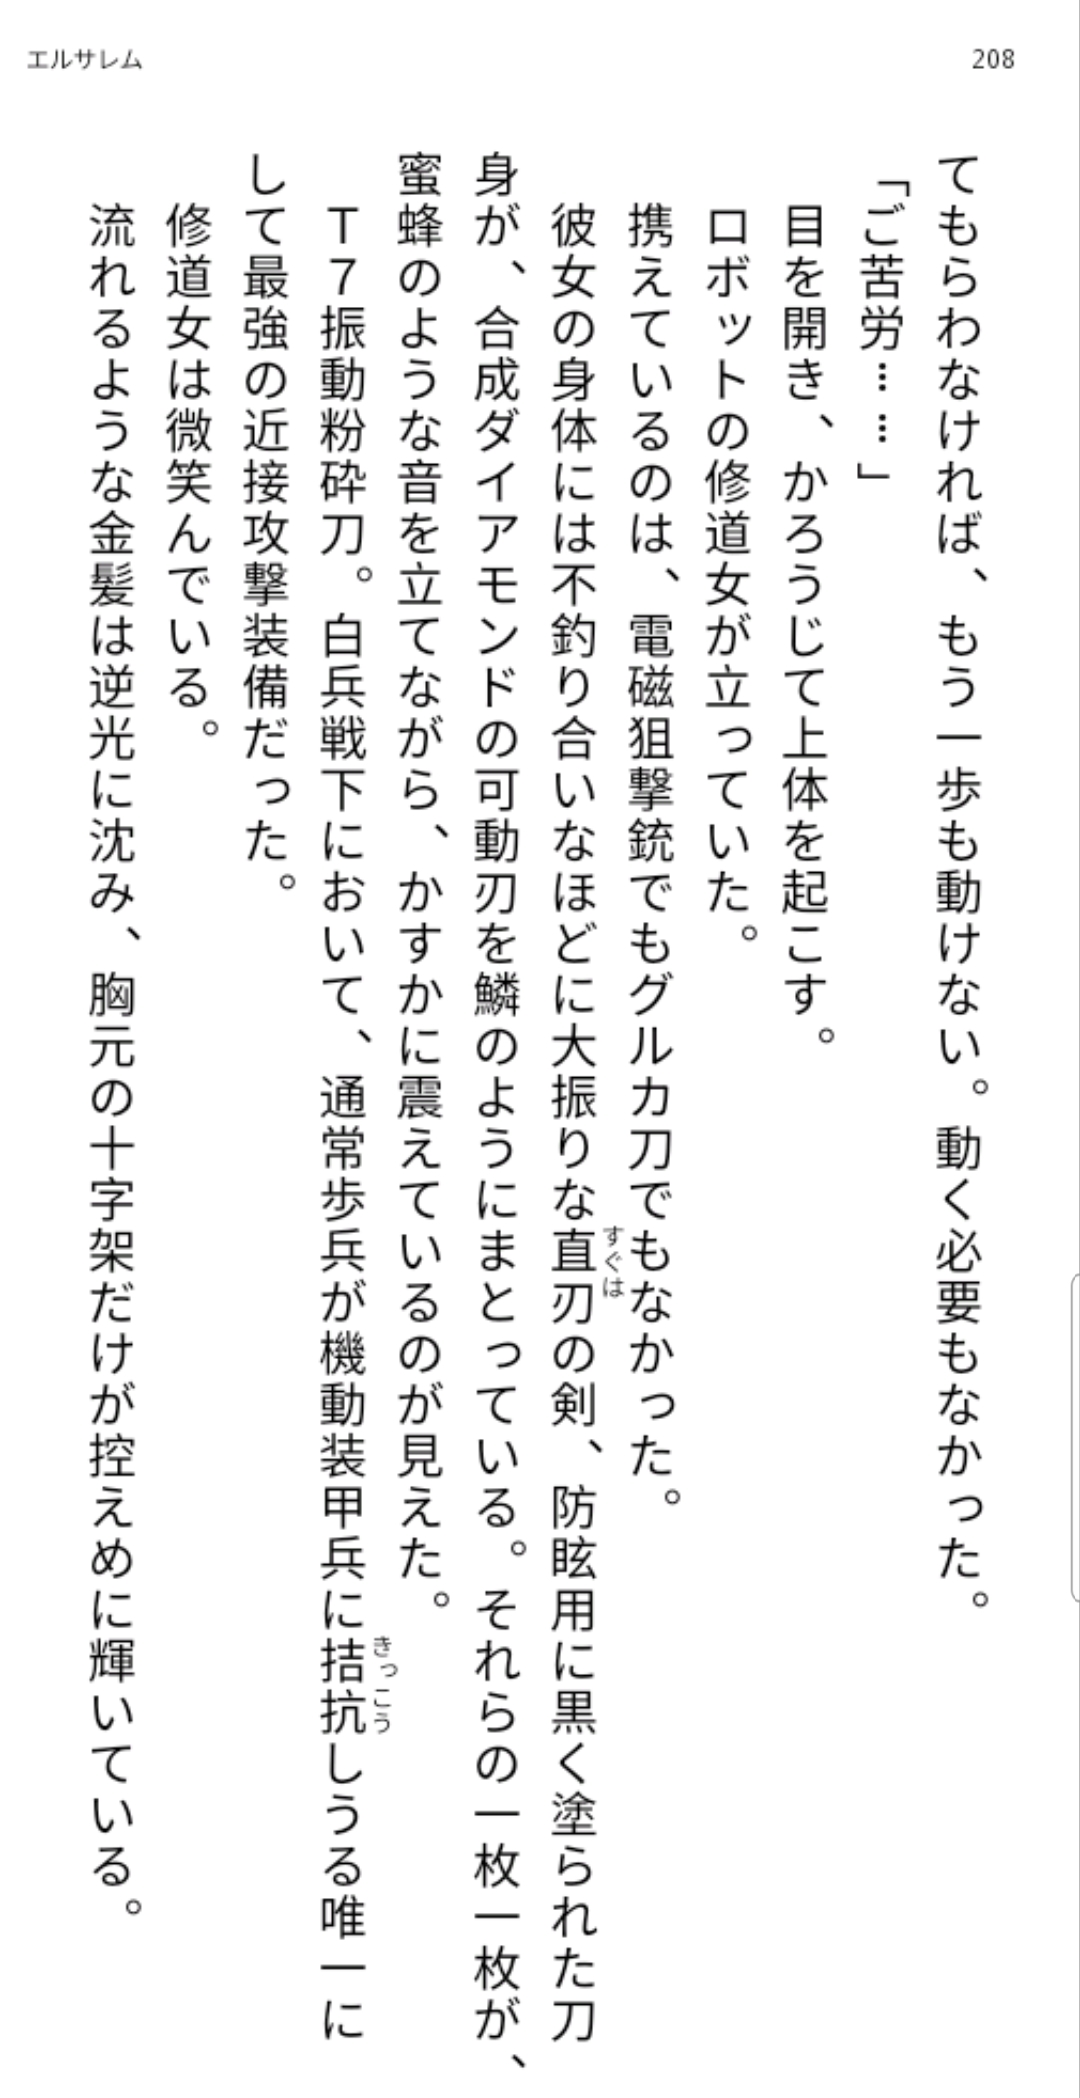 エルサレム
208
てもらわなければ、もう一歩も動けない。動く必要もなかった。
「ご苦労……」
目を開き、かろうじて上体を起こす。
ロボットの修道女が立っていた。
携えているのは、電磁狙撃銃でもグルカ刀でもなかった。
彼女の身体には不釣り合いなほどに大振りな直刃の剣、防眩用に黒く塗られた刀
すぐは
身が、合成ダイアモンドの可動刃を鱗のようにまとっている。それらの一枚一枚が、
蜜蜂のような音を立てながら、かすかに震えているのが見えた。
T7振動粉砕刀。白兵戦下において、通常歩兵が機動装甲兵に拮抗しうる唯一に
きっこう
して最強の近接攻撃装備だった。
修道女は微笑んでいる。
流れるような金髪は逆光に沈み、胸元の十字架だけが控えめに輝いている。